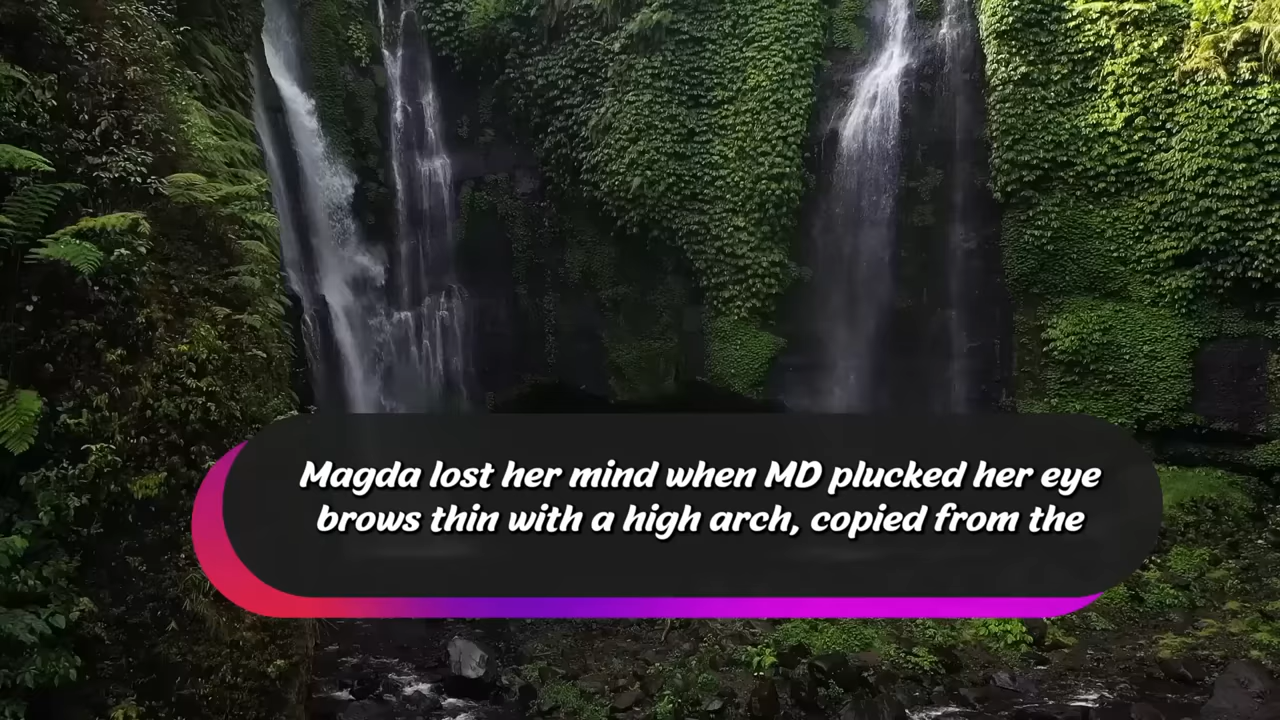 Magda lost her mind when MD plucked her eye
brows thin with a high arch, copied from the